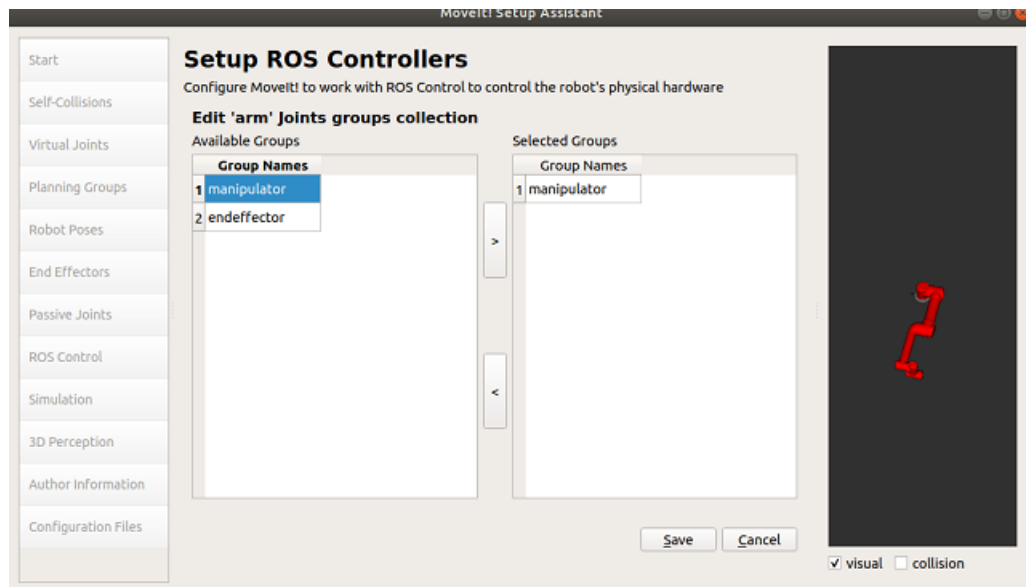 MoveIt! Setup Assistant
Start
Self-Collisions
Virtual Joints
Planning Groups
Robot Poses
End Effectors
Passive Joints
ROS Control
Simulation
3D Perception
Author Information
Configuration Files
Setup ROS Controllers
Configure MoveIt! to work with ROS Control to control the robot's physical hardware
Edit 'arm' Joints groups collection
Available Groups
Group Names
1 manipulator
2 endeffector
>
<
Selected Groups
Group Names
1 manipulator
Save Cancel
visual collision